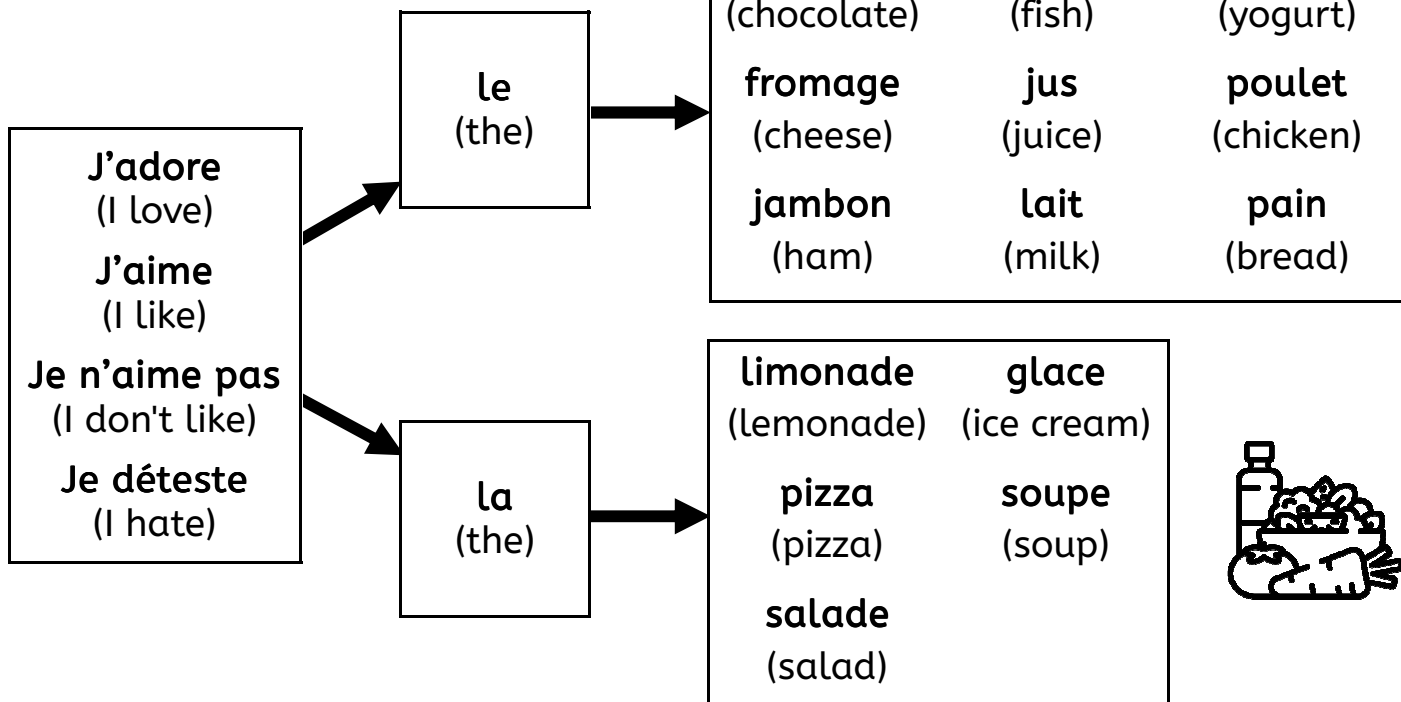 J'adore
(I love)
J'aime
(I like)
Je n'aime pas
(I don't like)
Je déteste
(I hate)
le
(the)
(chocolate) (fish) (yogurt)
fromage jus poulet
(cheese) (juice) (chicken)
jambon lait pain
(ham) (milk) (bread)
la
(the)
limonade glace
(lemonade) (ice cream)
pizza soupe
(pizza) (soup)
salade
(salad)